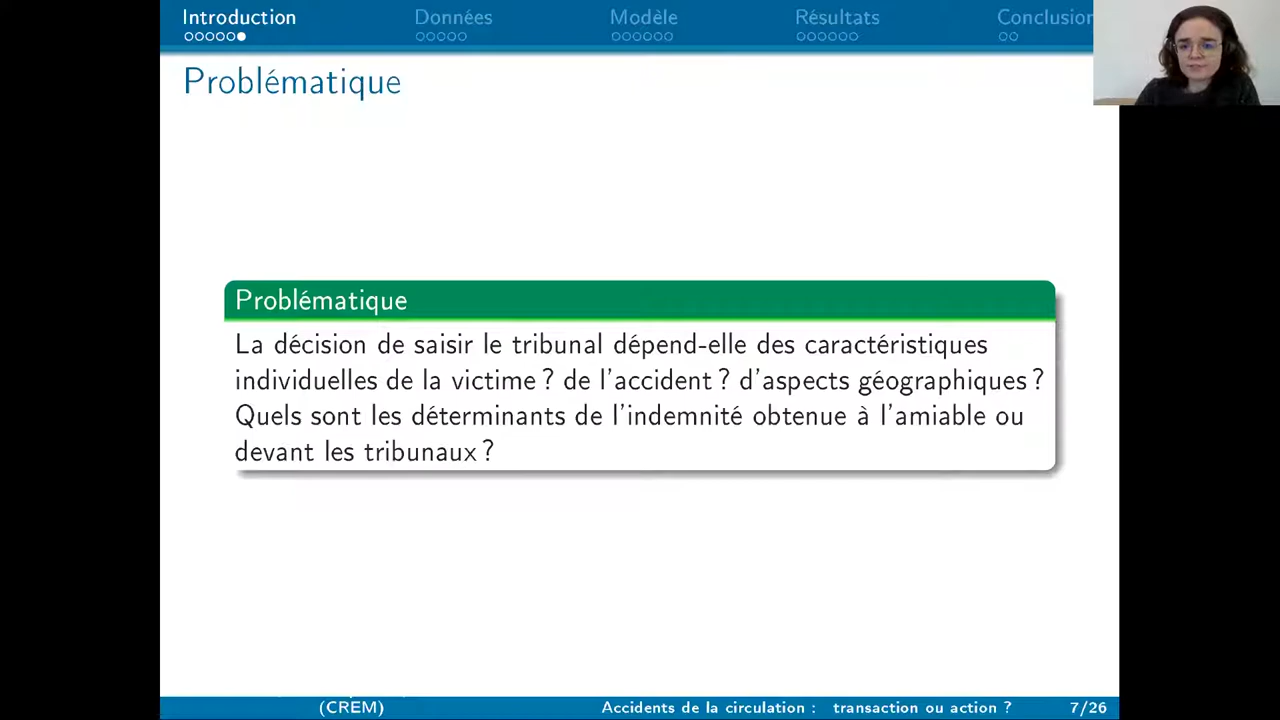 Introduction Données Modèle Résultats Conclusion
Problématique
Problématique
La décision de saisir le tribunal dépend-elle des caractéristiques
individuelles de la victime ? de l'accident ? d'aspects géographiques ?
Quels sont les déterminants de l'indemnité obtenue à l'amiable ou
devant les tribunaux ?
(CREM) Accidents de la circulation : transaction ou action ? 7/26